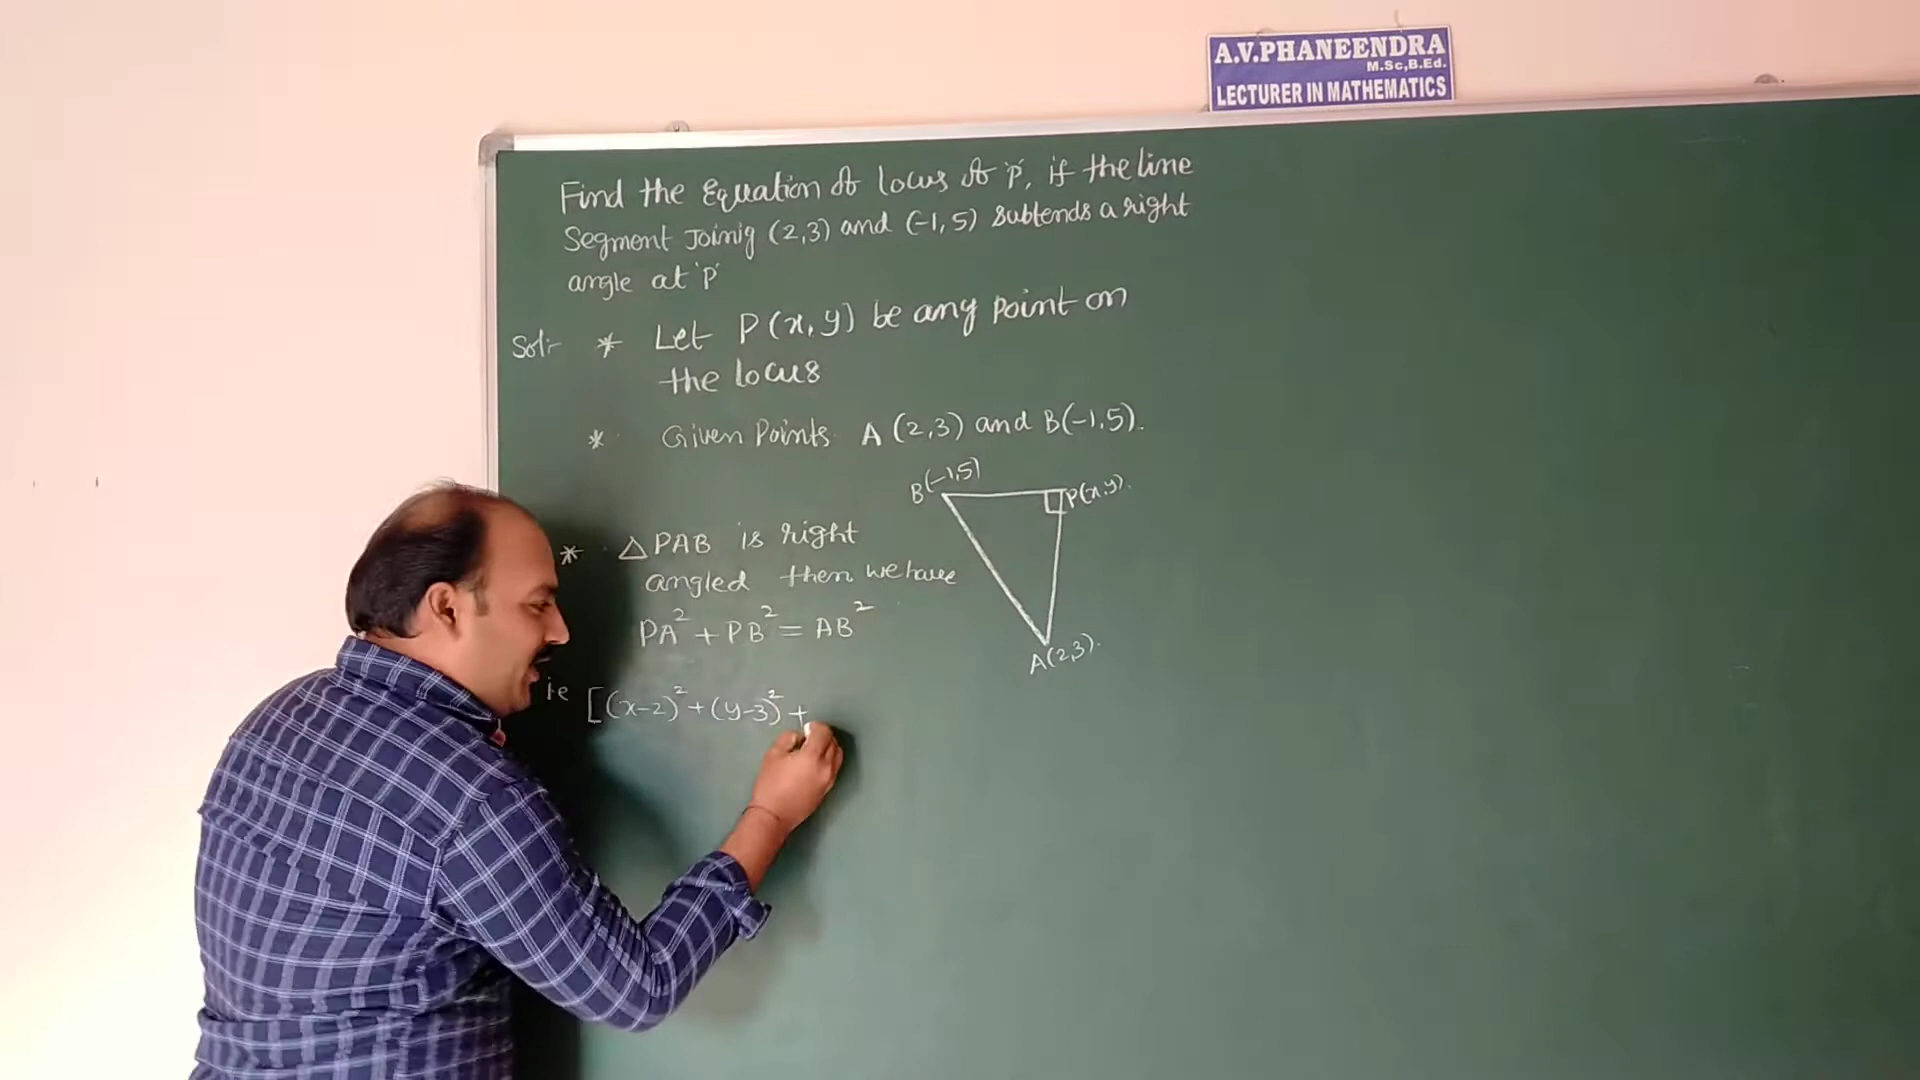 A.V.PHANEENDRA
M.Sc,B.Ed.
LECTURER IN MATHEMATICS
Find the Equation of locus of 'P', if the line
Segment Joinig (2,3) and (-1,5) subtends a right
angle at 'P'
Sol:- * Let P(x,y) be any point on
the locus
* Given Points A (2,3) and B(-1,5).
B(-1,5)
P(x,y).
* △PAB is right
angled then we have
PA² + PB² = AB²
A(2,3).
ie [(x-2)² + (y-3)² +